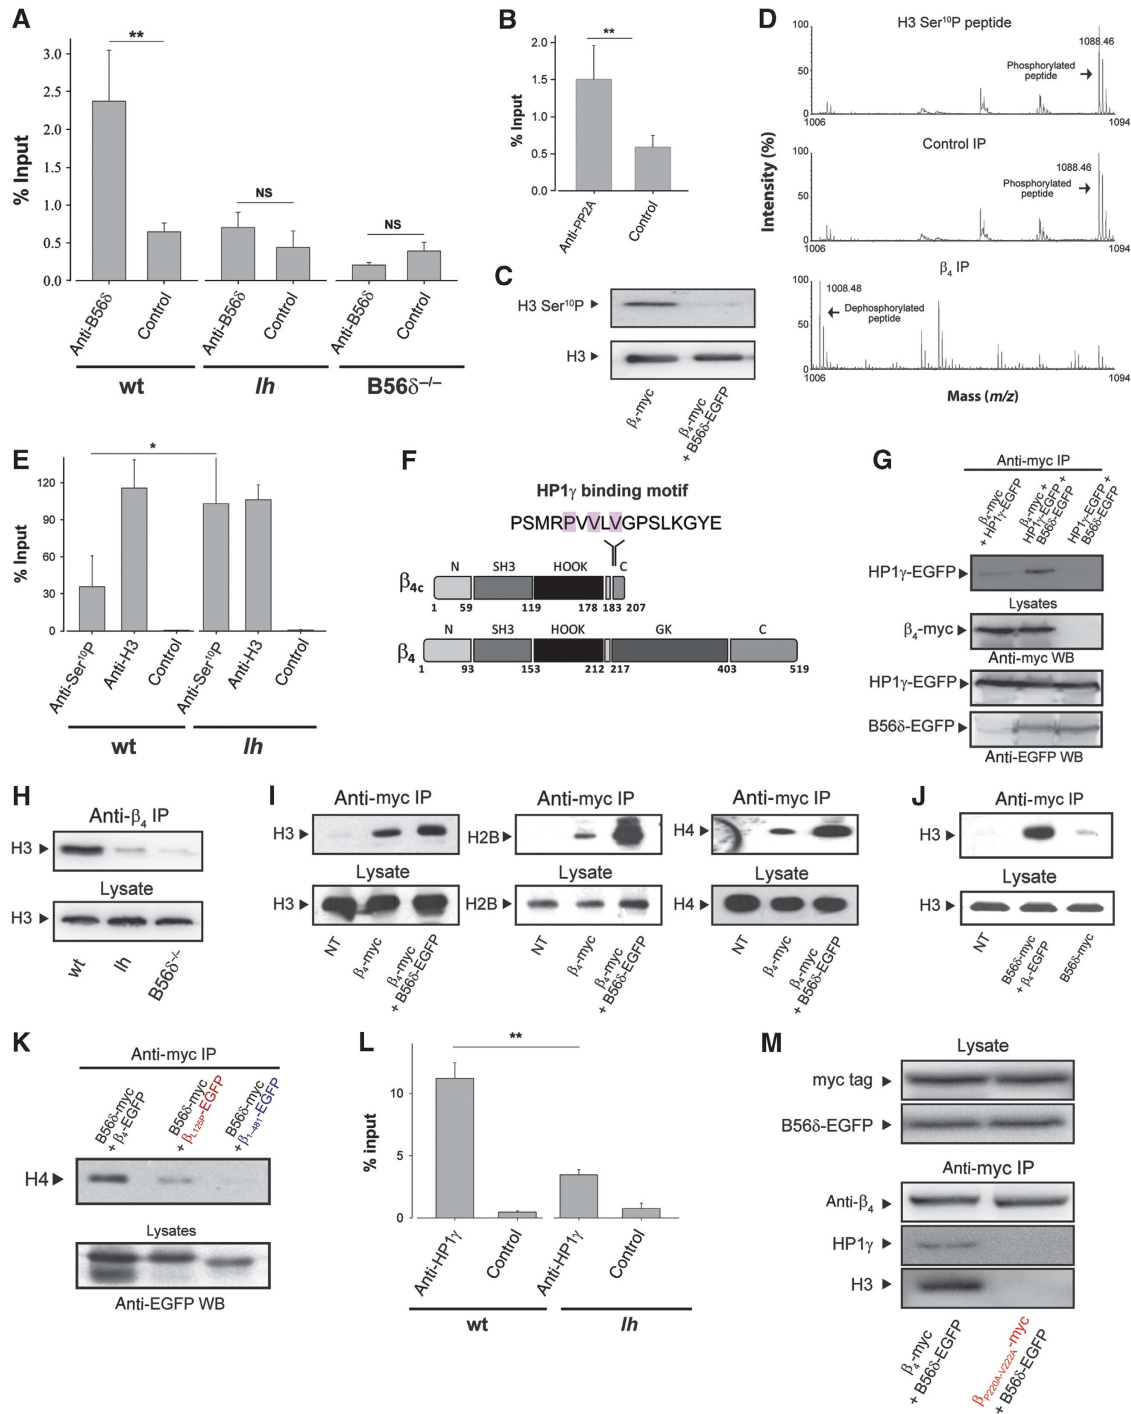 A
**
% Input
3.0
2.5
2.0
1.5
1.0
0.5
0.0
NS
NS
Anti-B56δ
Control
Anti-B56δ
Control
Anti-B56δ
Control
wt
lh
B56δ–/–
B
**
% Input
2.0
1.5
1.0
0.5
0.0
Anti-PP2A
Control
C
H3 Ser10P
H3
β4-myc
β4-myc
+ B56δ-EGFP
D
Intensity (%)
H3 Ser10P peptide
100
50
1088.46
Phosphorylated
peptide
1006
1094
Control IP
100
50
1088.46
Phosphorylated
peptide
1006
1094
β4 IP
100
50
1008.48
Dephosphorylated
peptide
1006
1094
Mass (m/z)
E
*
% Input
120
90
60
30
0
Anti-Ser10P
Anti-H3
Control
Anti-Ser10P
Anti-H3
Control
wt
lh
F
HP1γ binding motif
PSMRPVVLVGPSLKGYE
N
SH3
HOOK
C
β4c
1
59
119
178
183
207
N
SH3
HOOK
GK
C
β4
1
93
153
212
217
403
519
G
Anti-myc IP
β4-myc
+ HP1γ-EGFP
β4-myc +
HP1γ-EGFP +
B56δ-EGFP
HP1γ-EGFP +
B56δ-EGFP
HP1γ-EGFP
Lysates
β4-myc
Anti-myc WB
HP1γ-EGFP
B56δ-EGFP
Anti-EGFP WB
H
Anti-β4 IP
H3
Lysate
H3
wt
lh
B56δ–/–
I
Anti-myc IP
H3
Lysate
H3
NT
β4-myc
β4-myc
+ B56δ-EGFP
Anti-myc IP
H2B
Lysate
H2B
NT
β4-myc
β4-myc
+ B56δ-EGFP
Anti-myc IP
H4
Lysate
H4
NT
β4-myc
β4-myc
+ B56δ-EGFP
J
Anti-myc IP
H3
Lysate
H3
NT
B56δ-myc
+ β4-EGFP
B56δ-myc
K
Anti-myc IP
B56δ-myc
+ β4-EGFP
B56δ-myc
+ βL125P-EGFP
B56δ-myc
+ β1–481-EGFP
H4
Lysates
Anti-EGFP WB
L
**
% input
10
5
0
Anti-HP1γ
Control
Anti-HP1γ
Control
wt
lh
M
Lysate
myc tag
B56δ-EGFP
Anti-myc IP
Anti-β4
HP1γ
H3
β4-myc
+ B56δ-EGFP
βP220A-V222A-myc
+ B56δ-EGFP